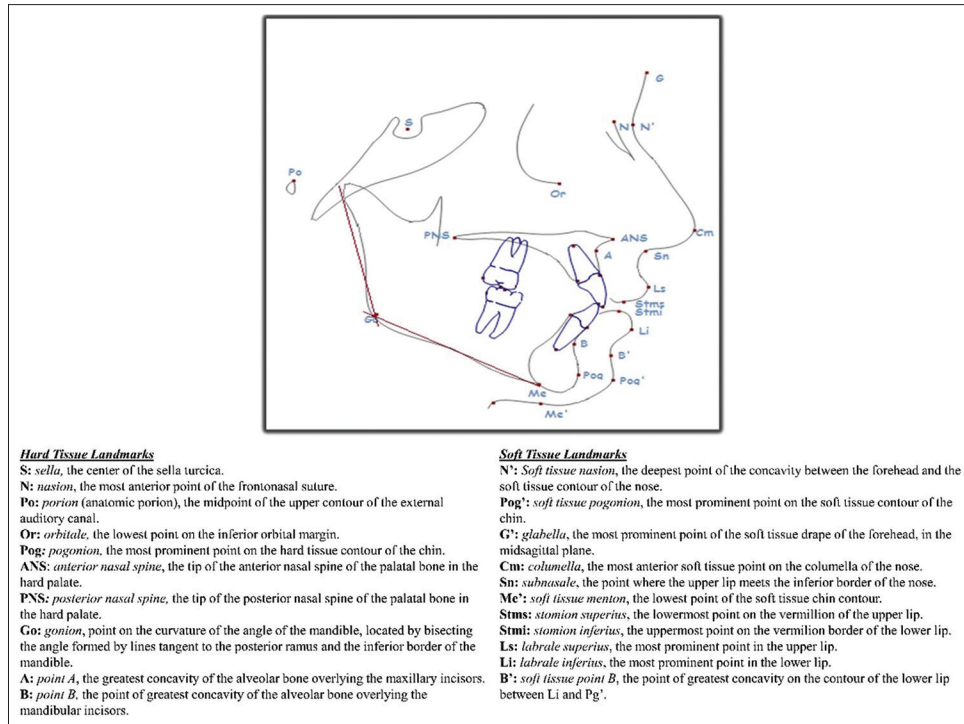 G
S
N N'
Po
Or
PNS
ANS
Cm
A
Sn
Ls
Stms
Stmi
Go
Li
B
B'
Pog
Pog'
Me
Me'
Hard Tissue Landmarks
S: sella, the center of the sella turcica.
N: nasion, the most anterior point of the frontonasal suture.
Po: porion (anatomic porion), the midpoint of the upper contour of the external
auditory canal.
Or: orbitale, the lowest point on the inferior orbital margin.
Pog: pogonion, the most prominent point on the hard tissue contour of the chin.
ANS: anterior nasal spine, the tip of the anterior nasal spine of the palatal bone in the
hard palate.
PNS: posterior nasal spine, the tip of the posterior nasal spine of the palatal bone in
the hard palate.
Go: gonion, point on the curvature of the angle of the mandible, located by bisecting
the angle formed by lines tangent to the posterior ramus and the inferior border of the
mandible.
A: point A, the greatest concavity of the alveolar bone overlying the maxillary incisors.
B: point B, the point of greatest concavity of the alveolar bone overlying the
mandibular incisors.
Soft Tissue Landmarks
N’: Soft tissue nasion, the deepest point of the concavity between the forehead and the
soft tissue contour of the nose.
Pog’: soft tissue pogonion, the most prominent point on the soft tissue contour of the
chin.
G’: glabella, the most prominent point of the soft tissue drape of the forehead, in the
midsagittal plane.
Cm: columella, the most anterior soft tissue point on the columella of the nose.
Sn: subnasale, the point where the upper lip meets the inferior border of the nose.
Me’: soft tissue menton, the lowest point of the soft tissue chin contour.
Stms: stomion superius, the lowermost point on the vermillion of the upper lip.
Stmi: stomion inferius, the uppermost point on the vermilion border of the lower lip.
Ls: labrale superius, the most prominent point in the upper lip.
Li: labrale inferius, the most prominent point in the lower lip.
B’: soft tissue point B, the point of greatest concavity on the contour of the lower lip
between Li and Pg’.